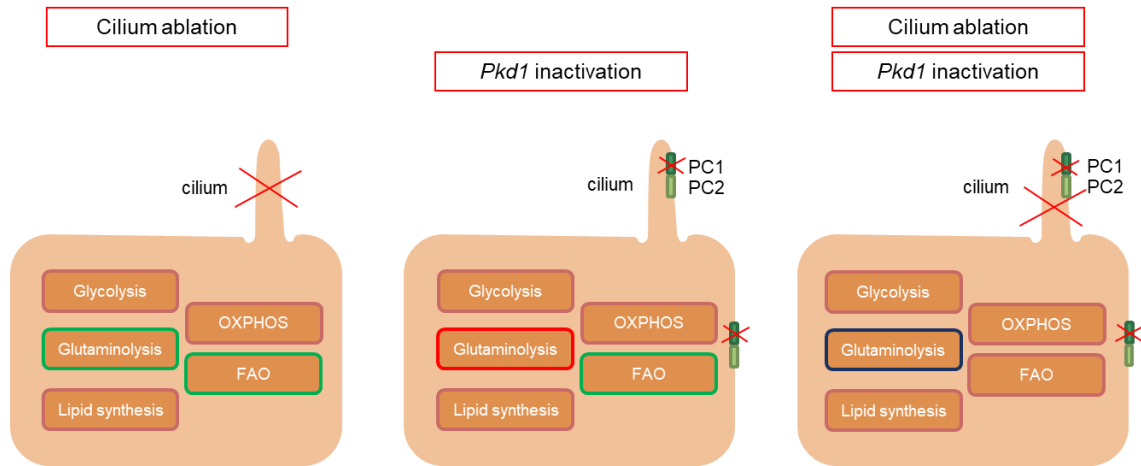 Cilium ablation
cilium
Glycolysis
OXPHOS
Glutaminolysis
FAO
Lipid synthesis
Pkd1 inactivation
PC1
cilium
PC2
Glycolysis
OXPHOS
Glutaminolysis
FAO
Lipid synthesis
Cilium ablation
Pkd1 inactivation
PC1
cilium
PC2
Glycolysis
OXPHOS
Glutaminolysis
FAO
Lipid synthesis